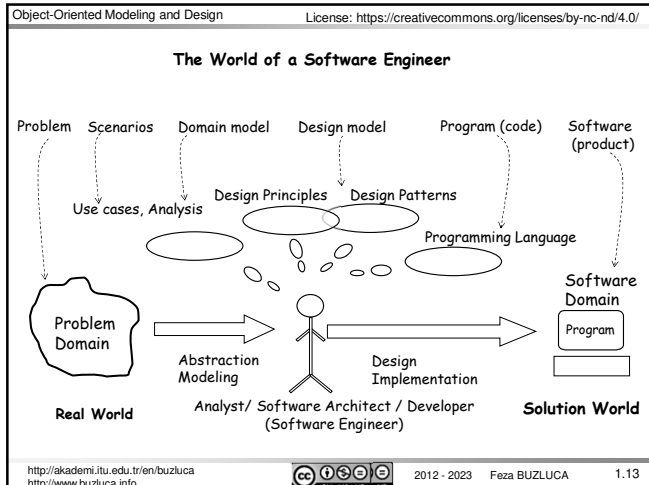 Object-Oriented Modeling and Design
License: https://creativecommons.org/licenses/by-nc-nd/4.0/
The World of a Software Engineer
Problem
Scenarios
Domain model
Design model
Program (code)
Software
(product)
Use cases, Analysis
Design Principles
Design Patterns
Programming Language
Problem
Domain
Abstraction
Modeling
Design
Implementation
Software
Domain
Program
Real World
Analyst/ Software Architect / Developer
(Software Engineer)
Solution World
http://akademi.itu.edu.tr/en/buzluca
http://www.buzluca.info
cc
2012 - 2023
Feza BUZLUCA
1.13